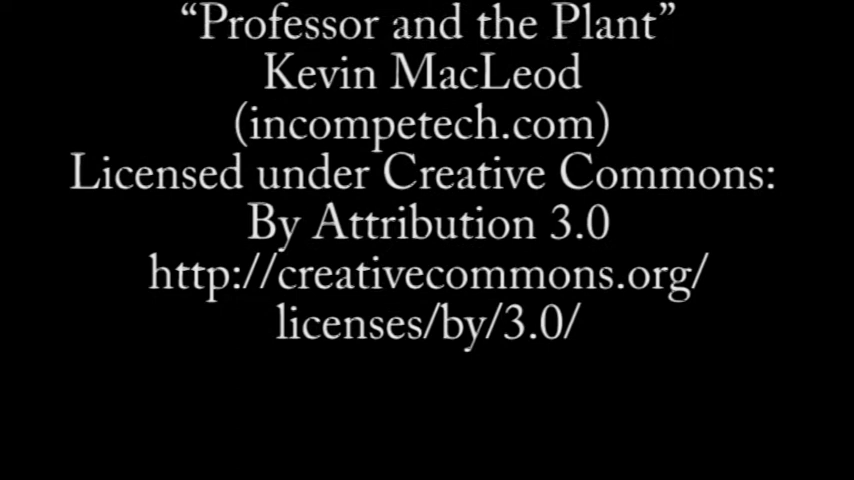 “Professor and the Plant”
Kevin MacLeod
(incompetech.com)
Licensed under Creative Commons:
By Attribution 3.0
http://creativecommons.org/
licenses/by/3.0/